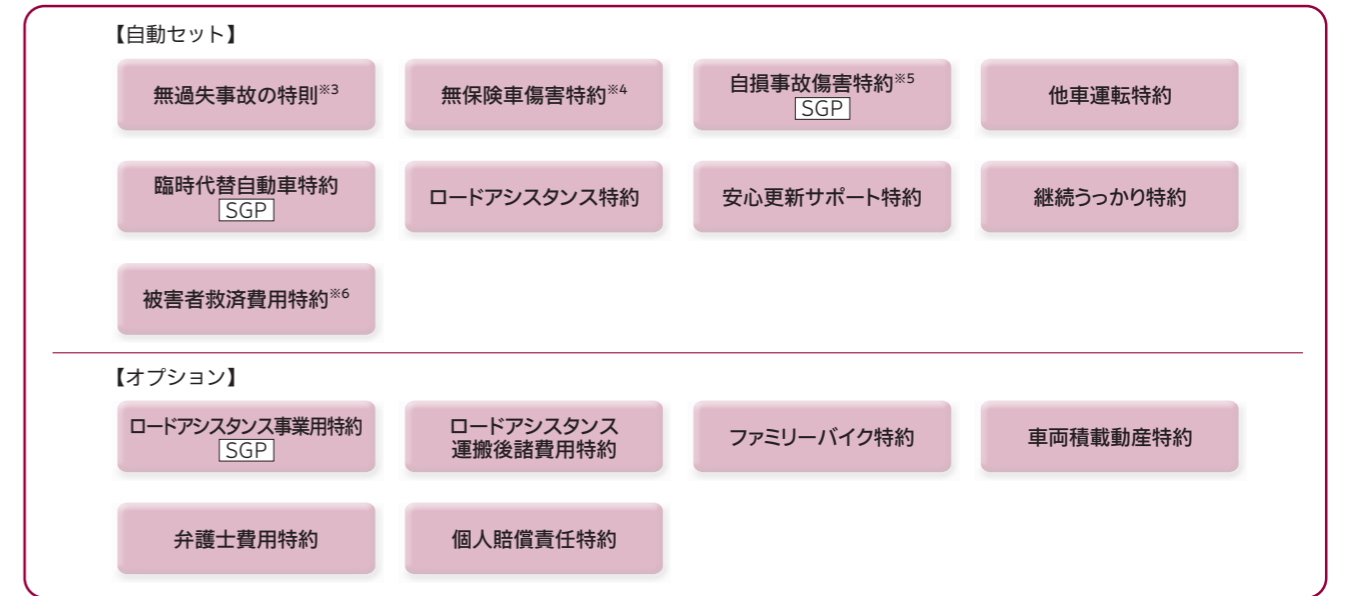 【自動セット】
無過失事故の特則※3
無保険車傷害特約※4
自損事故傷害特約※5
SGP
他車運転特約
臨時代替自動車特約
SGP
ロードアシスタンス特約
安心更新サポート特約
継続うっかり特約
被害者救済費用特約※6
【オプション】
ロードアシスタンス事業用特約
SGP
ロードアシスタンス
運搬後諸費用特約
ファミリーバイク特約
車両積載動産特約
弁護士費用特約
個人賠償責任特約